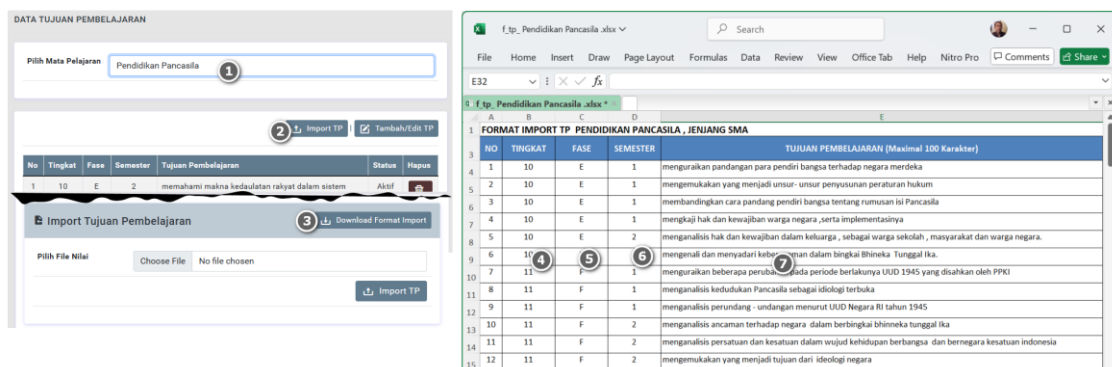 DATA TUJUAN PEMBELAJARAN
Pilih Mata Pelajaran
Pendidikan Pancasila
1
2
Import TP
Tambah/Edit TP
No Tingkat Fase Semester Tujuan Pembelajaran Status Hapus
1 10 E 2 memahami makna kedaulatan rakyat dalam sistem Aktif
Import Tujuan Pembelajaran
3
Download Format Import
Pilih File Nilai
Choose File No file chosen
Import TP
f_tp_ Pendidikan Pancasila .xlsx
Search
File Home Insert Draw Page Layout Formulas Data Review View Office Tab Help Nitro Pro Comments Share
E32
fx
f_tp_ Pendidikan Pancasila .xlsx *
A B C D E
1 FORMAT IMPORT TP PENDIDIKAN PANCASILA , JENJANG SMA
3 NO TINGKAT FASE SEMESTER TUJUAN PEMBELAJARAN (Maximal 100 Karakter)
4 1 10 E 1 menguraikan pandangan para pendiri bangsa terhadap negara merdeka
5 2 10 E 1 mengemukakan yang menjadi unsur- unsur penyusunan peraturan hukum
6 3 10 E 1 membandingkan cara pandang pendiri bangsa tentang rumusan isi Pancasila
7 4 10 E 1 mengkaji hak dan kewajiban warga negara ,serta implementasinya
8 5 10 E 2 menganalisis hak dan kewajiban dalam keluarga , sebagai warga sekolah , masyarakat dan warga negara.
9 6 mengenali dan menyadari dalam bingkai Bhineka Tunggal Ika.
4 5 6 7
10 7 11 F 1 menguraikan beberapa pada periode berlakunya UUD 1945 yang disahkan oleh PPKI
11 8 11 F 1 menganalisis kedudukan Pancasila sebagai idiologi terbuka
12 9 11 F 1 menganalisis perundang - undangan menurut UUD Negara RI tahun 1945
13 10 11 F 2 menganalisis ancaman terhadap negara dalam berbingkai bhinneka tunggal Ika
14 11 11 F 2 menganalisis persatuan dan kesatuan dalam wujud kehidupan berbangsa dan bernegara kesatuan indonesia
15 12 11 F 2 mengemukakan yang menjadi tujuan dari ideologi negara